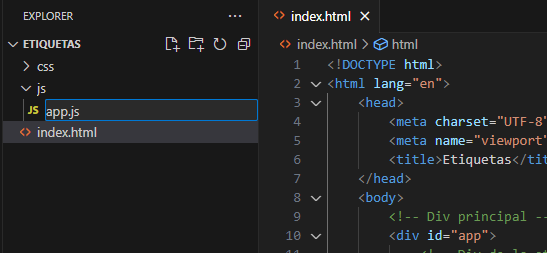 EXPLORER
ETIQUETAS
css
js
JS app.js
index.html
index.html
index.html > html
1 <!DOCTYPE html>
2 <html lang="en">
3 <head>
4 <meta charset="UTF-8"
5 <meta name="viewport"
6 <title>Etiquetas</tit
7 </head>
8 <body>
9 <!-- Div principal --
10 <div id="app">